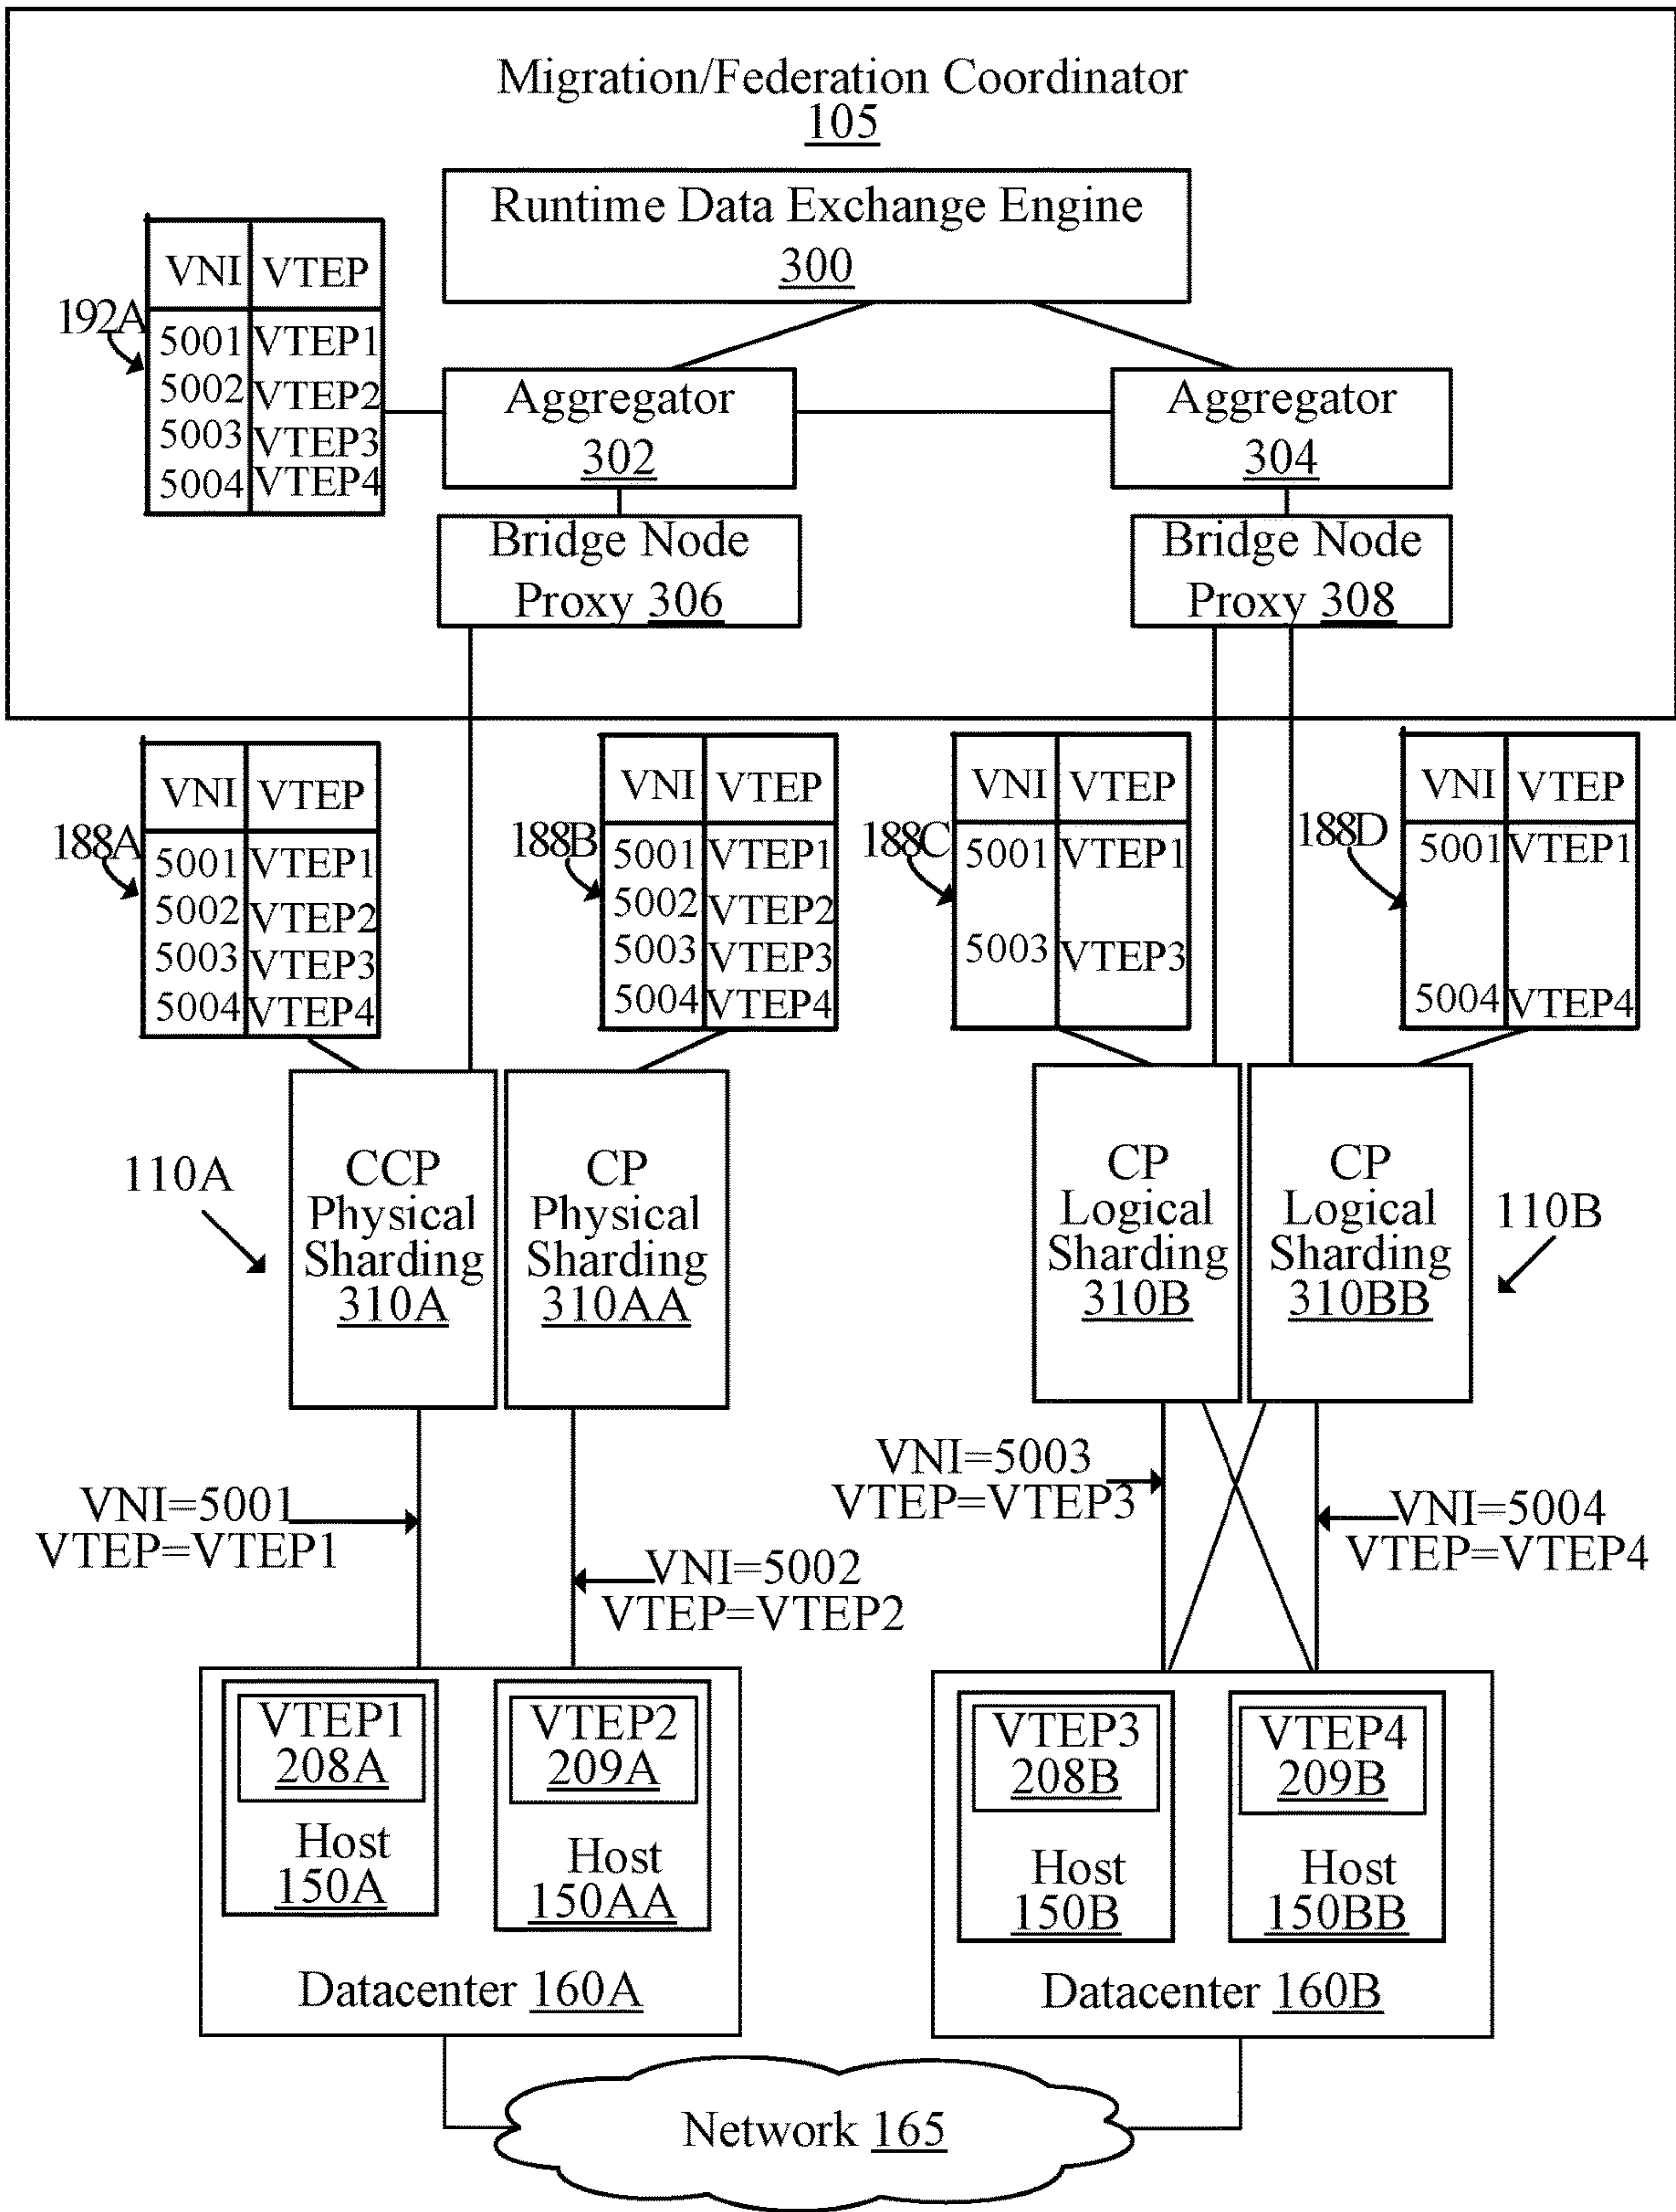 Migration/Federation Coordinator
105
Runtime Data Exchange Engine
300
192A
VNI VTEP
5001 VTEP1
5002 VTEP2
5003 VTEP3
5004 VTEP4
Aggregator
302
Aggregator
304
Bridge Node
Proxy 306
Bridge Node
Proxy 308
188A
VNI VTEP
5001 VTEP1
5002 VTEP2
5003 VTEP3
5004 VTEP4
188B
VNI VTEP
5001 VTEP1
5002 VTEP2
5003 VTEP3
5004 VTEP4
188C
VNI VTEP
5001 VTEP1
5003 VTEP3
188D
VNI VTEP
5001 VTEP1
5004 VTEP4
110A
CCP
Physical
Sharding
310A
CP
Physical
Sharding
310AA
CP
Logical
Sharding
310B
CP
Logical
Sharding
310BB
110B
VNI=5001
VTEP=VTEP1
VNI=5002
VTEP=VTEP2
VNI=5003
VTEP=VTEP3
VNI=5004
VTEP=VTEP4
VTEP1
208A
Host
150A
VTEP2
209A
Host
150AA
Datacenter 160A
VTEP3
208B
Host
150B
VTEP4
209B
Host
150BB
Datacenter 160B
Network 165